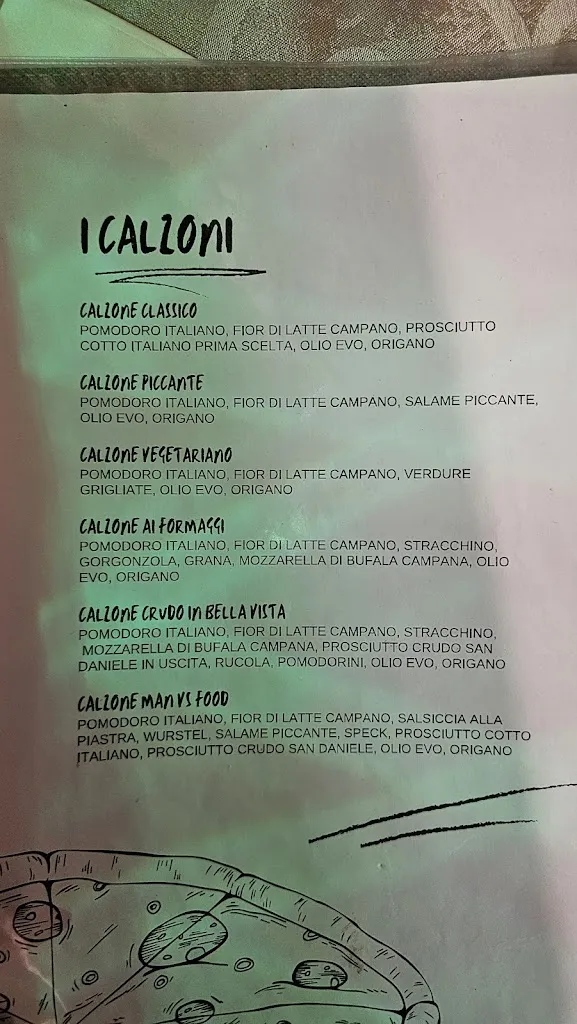 I CALZONI
CALZONE CLASSICO
POMODORO ITALIANO, FIOR DI LATTE CAMPANO, PROSCIUTTO
COTTO ITALIANO PRIMA SCELTA, OLIO EVO, ORIGANO
CALZONE PICCANTE
POMODORO ITALIANO, FIOR DI LATTE CAMPANO, SALAME PICCANTE,
OLIO EVO, ORIGANO
CALZONE VEGETARIANO
POMODORO ITALIANO, FIOR DI LATTE CAMPANO, VERDURE
GRIGLIATE, OLIO EVO, ORIGANO
CALZONE AI FORMAGGI
POMODORO ITALIANO, FIOR DI LATTE CAMPANO, STRACCHINO,
GORGONZOLA, GRANA, MOZZARELLA DI BUFALA CAMPANA, OLIO
EVO, ORIGANO
CALZONE CRUDO IN BELLA VISTA
POMODORO ITALIANO, FIOR DI LATTE CAMPANO, STRACCHINO,
MOZZARELLA DI BUFALA CAMPANA, PROSCIUTTO CRUDO SAN
DANIELE IN USCITA, RUCOLA, POMODORINI, OLIO EVO, ORIGANO
CALZONE MAN VS FOOD
POMODORO ITALIANO, FIOR DI LATTE CAMPANO, SALSICCIA ALLA
PIASTRA, WURSTEL, SALAME PICCANTE, SPECK, PROSCIUTTO COTTO
ITALIANO, PROSCIUTTO CRUDO SAN DANIELE, OLIO EVO, ORIGANO